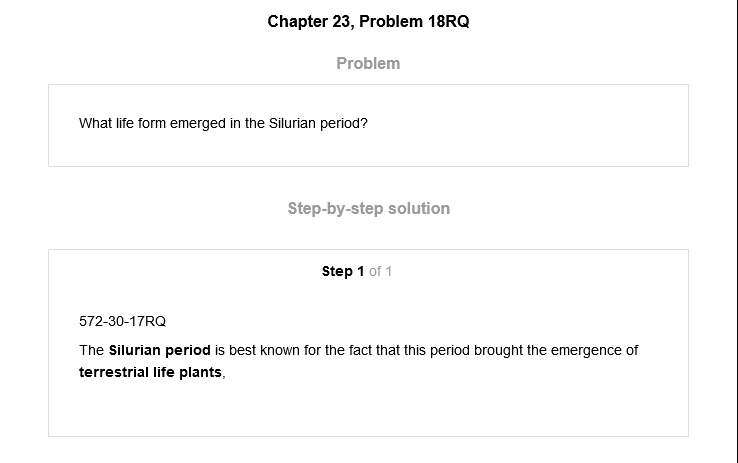 Chapter 23, Problem 18RQ
Problem
What life form emerged in the Silurian period?
Step-by-step solution
Step 1 of 1
572-30-17RQ
The Silurian period is best known for the fact that this period brought the emergence of
terrestrial life plants,